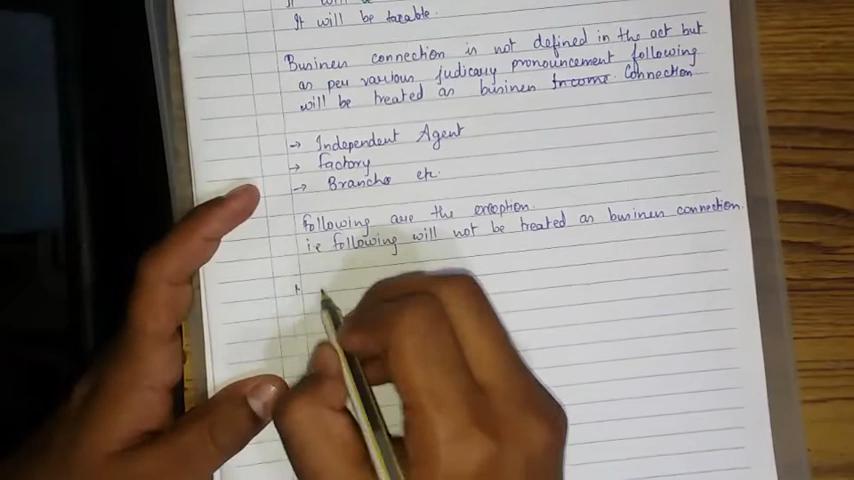 It will be taxable.
Business connection is not defined in the act but
as per various Judicary pronouncement following
will be treated as business Income. Connection
→ Independent Agent
→ Factory
→ Branchs etc.
following are the exception.
ie following will not be treated as business connection.